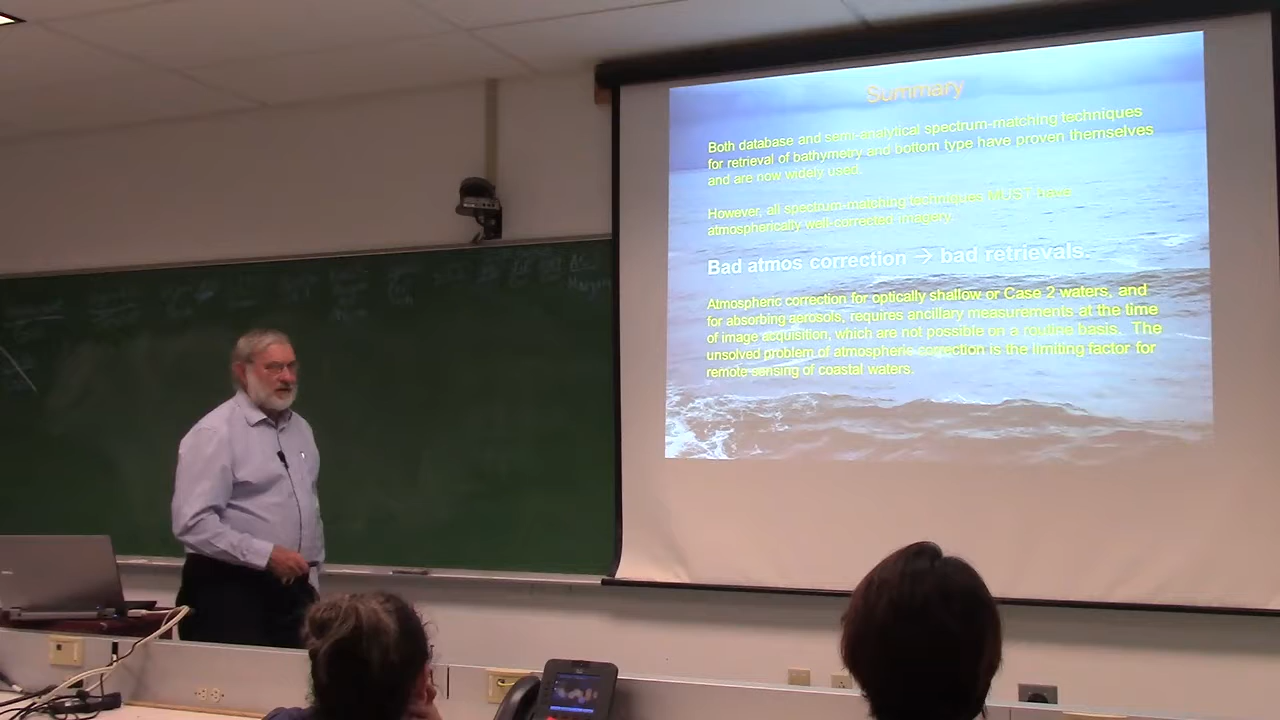 Summary
Both database and semi-analytical spectrum-matching techniques
for retrieval of bathymetry and bottom type have proven themselves
and are now widely used.
However, all spectrum-matching techniques MUST have
atmospherically well-corrected imagery.
Bad atmos correction → bad retrievals.
Atmospheric correction for optically shallow or Case 2 waters, and
for absorbing aerosols, requires ancillary measurements at the time
of image acquisition, which are not possible on a routine basis. The
unsolved problem of atmospheric correction is the limiting factor for
remote sensing of coastal waters.